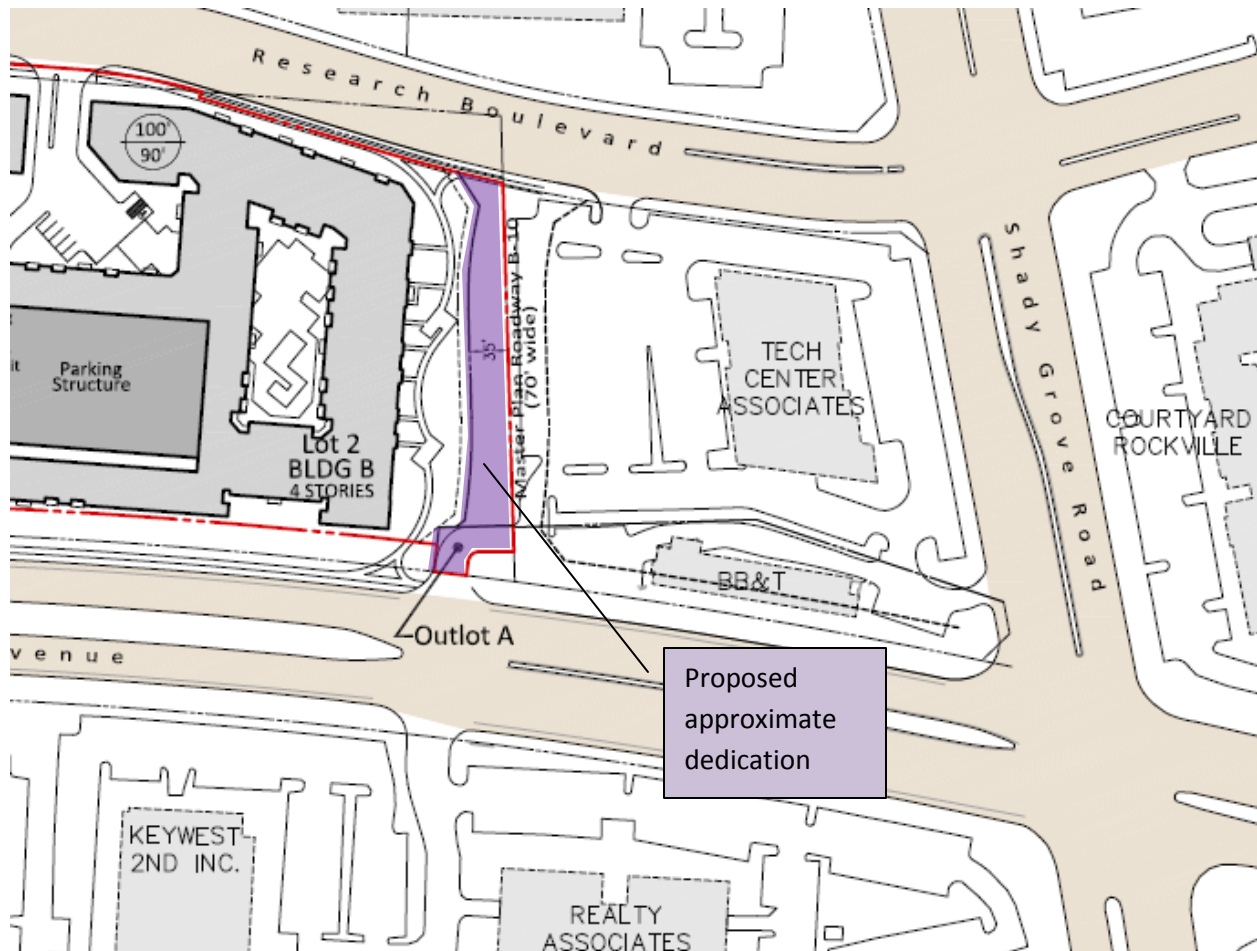 Research Boulevard
100'
90'
Master Plan Roadway B-10
(70' wide)
35'
Shady Grove Road
TECH
CENTER
ASSOCIATES
COURTYARD
ROCKVILLE
it
Parking
Structure
Lot 2
BLDG B
4 STORIES
BB&T
Outlot A
venue
Proposed
approximate
dedication
KEYWEST
2ND INC.
REALTY
ASSOCIATES